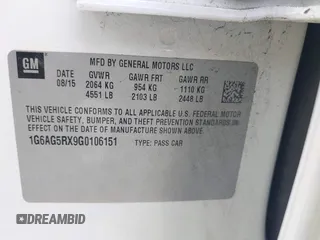 GM
MFD BY GENERAL MOTORS LLC
DATE GVWR GAWR FRT GAWR RR
08/15 2064 KG 954 KG 1110 KG
4551 LB 2103 LB 2448 LB
THIS VEHICLE CONFORMS TO ALL APPLICABLE U.S. FEDERAL MOTOR
VEHICLE SAFETY, BUMPER, AND THEFT PREVENTION STANDARDS IN
EFFECT ON THE DATE OF MANUFACTURE SHOWN ABOVE.
1G6AG5RX9G0106151 TYPE: PASS CAR
© 2024 AutoBidMaster